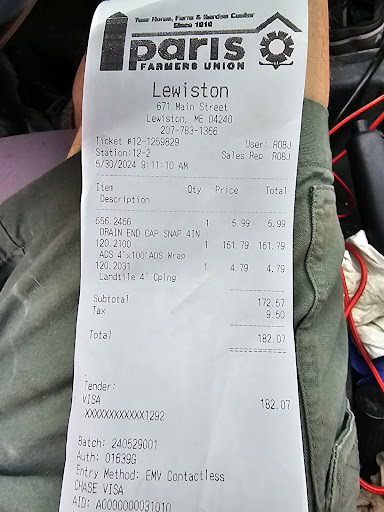 Your Home, Farm & Garden Center
Since 1919
paris
FARMERS UNION
Lewiston
671 Main Street
Lewiston, ME 04240
207-783-1366
Ticket #12-1259829 User: ROBJ
Station:12-2 Sales Rep ROBJ
5/30/2024 9:11:10 AM
Item Qty Price Total
Description
656.2466 1 5.99 5.99
DRAIN END CAP SNAP 4IN
120.2100 1 161.79 161.79
ADS 4"x100'ADS Wrap
120.2031 1 4.79 4.79
Landtile 4" Cplng
Subtotal 172.57
Tax 9.50
Total 182.07
Tender:
VISA 182.07
XXXXXXXXXXXX1292
Batch: 240529001
Auth: 01639G
Entry Method: EMV Contactless
CHASE VISA
AID: A0000000031010